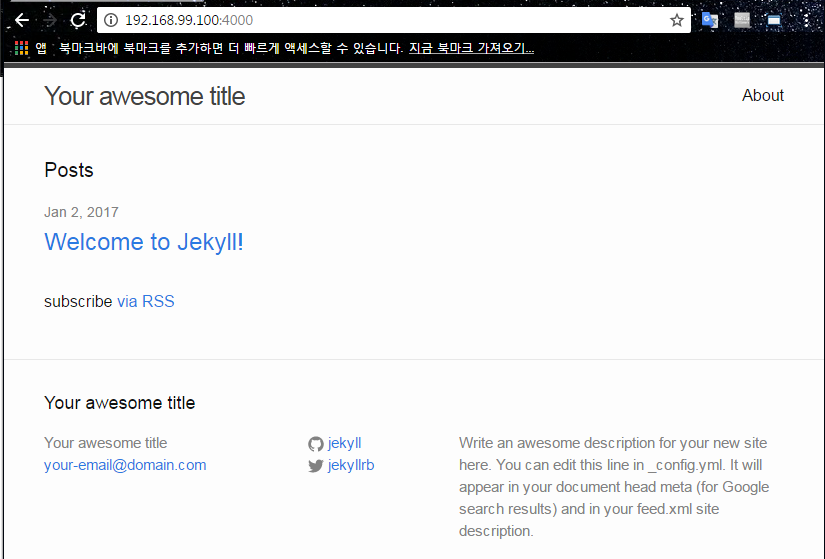 192.168.99.100:4000
앱 북마크바에 북마크를 추가하면 더 빠르게 액세스할 수 있습니다. 지금 북마크 가져오기...
Your awesome title
About
Posts
Jan 2, 2017
Welcome to Jekyll!
subscribe via RSS
Your awesome title
Your awesome title
your-email@domain.com
jekyll
jekyllrb
Write an awesome description for your new site
here. You can edit this line in _config.yml. It will
appear in your document head meta (for Google
search results) and in your feed.xml site
description.